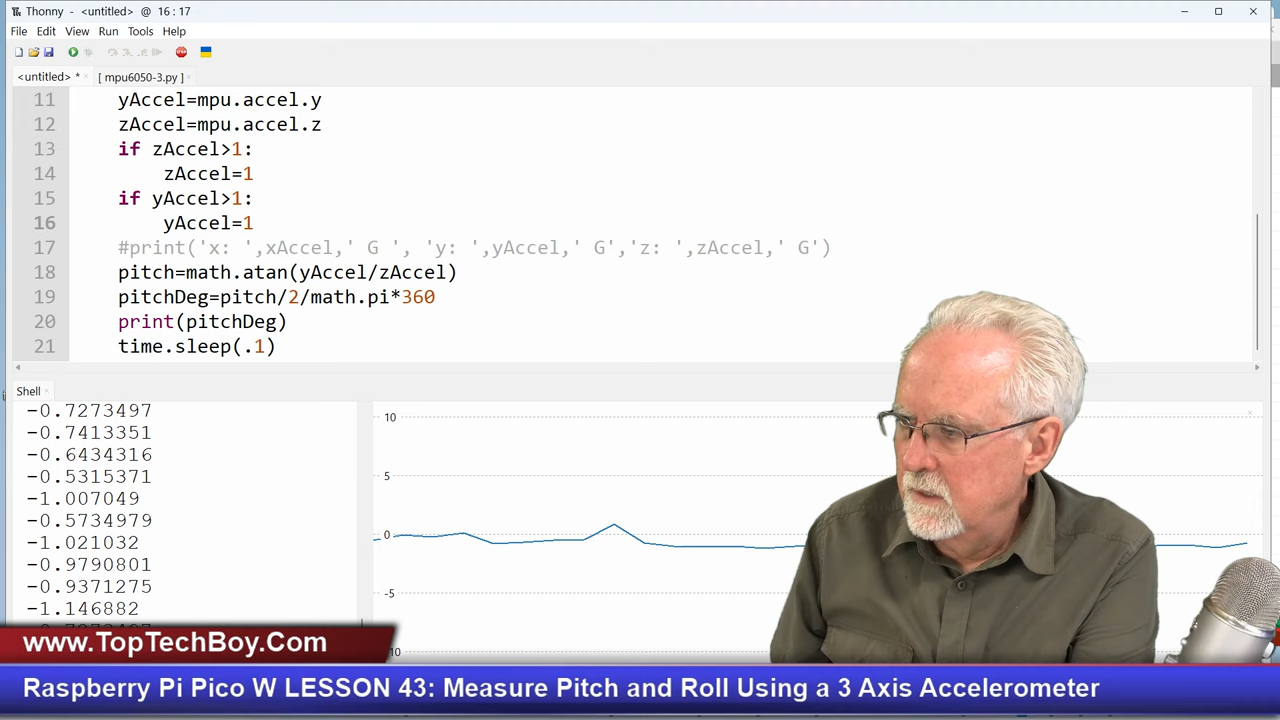 Thonny - <untitled> @ 16 : 17
File Edit View Run Tools Help
<untitled> * [ mpu6050-3.py ]
11 yAccel=mpu.accel.y
12 zAccel=mpu.accel.z
13 if zAccel>1:
14 zAccel=1
15 if yAccel>1:
16 yAccel=1
17 #print('x: ',xAccel,' G ', 'y: ',yAccel,' G','z: ',zAccel,' G')
18 pitch=math.atan(yAccel/zAccel)
19 pitchDeg=pitch/2/math.pi*360
20 print(pitchDeg)
21 time.sleep(.1)
Shell
-0.7273497
-0.7413351
-0.6434316
-0.5315371
-1.007049
-0.5734979
-1.021032
-0.9790801
-0.9371275
-1.146882
10
5
0
-5
www.TopTechBoy.Com
Raspberry Pi Pico W LESSON 43: Measure Pitch and Roll Using a 3 Axis Accelerometer